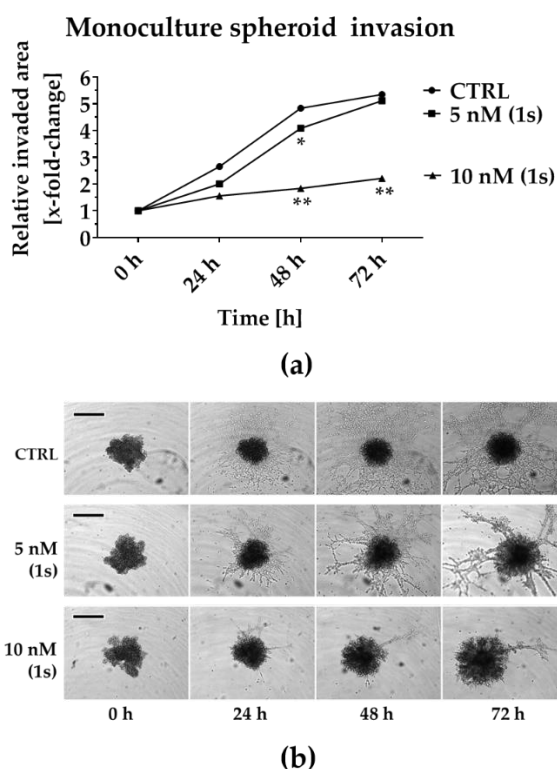 Monoculture spheroid invasion
Relative invaded area
[x-fold-change]
6
5
4
3
2
1
0
CTRL
5 nM (1s)
10 nM (1s)
*
**
**
0 h
24 h
48 h
72 h
Time [h]
(a)
CTRL
5 nM
(1s)
10 nM
(1s)
0 h
24 h
48 h
72 h
(b)